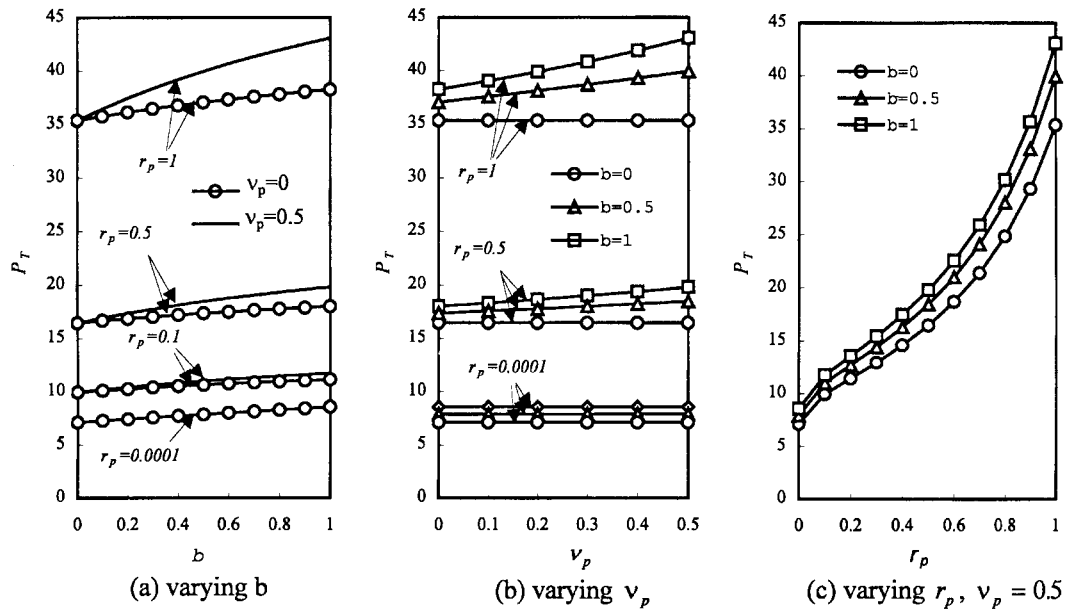 45
40
35
30
25
20
15
10
5
0
P_T
r_p=1
ν_p=0
ν_p=0.5
r_p=0.5
r_p=0.1
r_p=0.0001
0 0.2 0.4 0.6 0.8 1
b
(a) varying b
45
40
35
30
25
20
15
10
5
0
P_T
r_p=1
b=0
b=0.5
b=1
r_p=0.5
r_p=0.0001
0 0.1 0.2 0.3 0.4 0.5
ν_p
(b) varying ν_p
45
40
35
30
25
20
15
10
5
0
P_T
b=0
b=0.5
b=1
0 0.2 0.4 0.6 0.8 1
r_p
(c) varying r_p, ν_p = 0.5